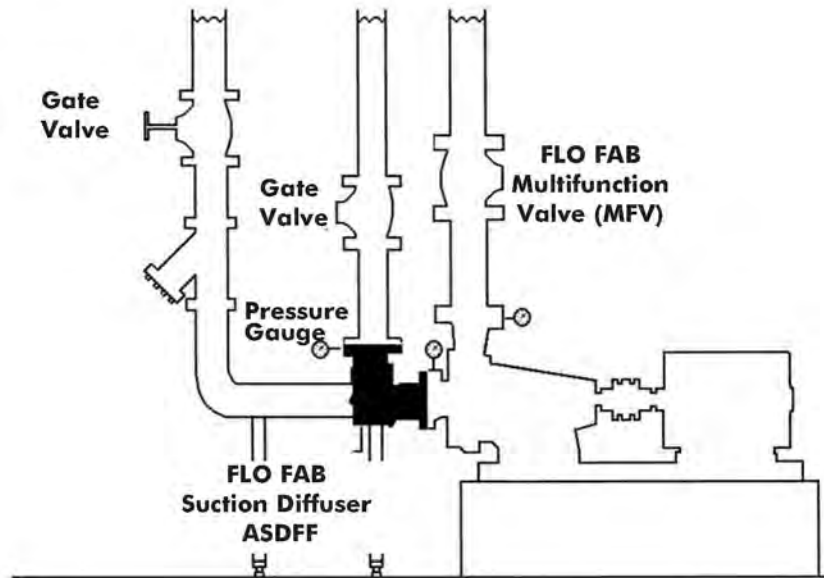 Gate
Valve
Gate
Valve
FLO FAB
Multifunction
Valve (MFV)
Pressure
Gauge
FLO FAB
Suction Diffuser
ASDFF